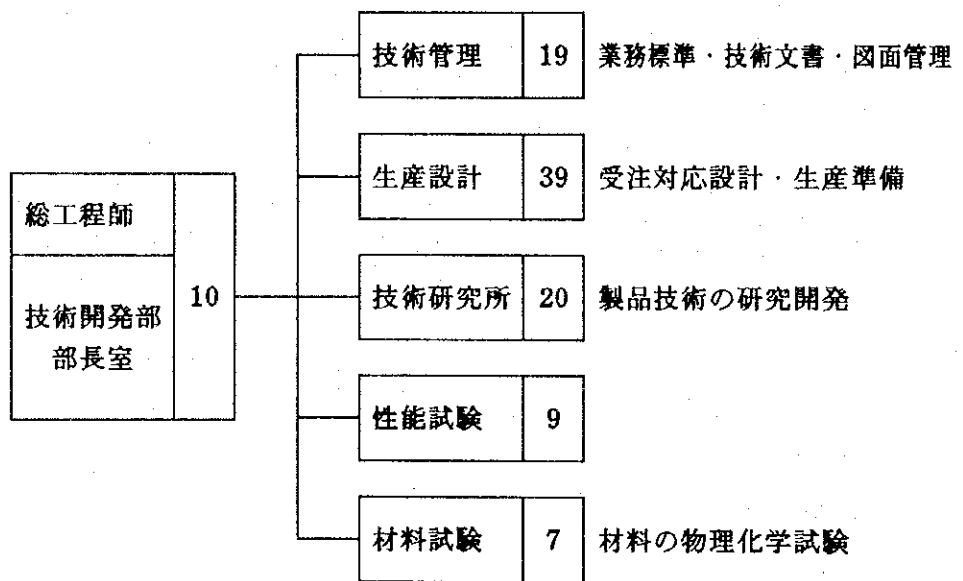 技術管理 19 業務標準・技術文書・図面管理
生産設計 39 受注対応設計・生産準備
総工程師
技術開発部
部長室
10
技術研究所 20 製品技術の研究開発
性能試験 9
材料試験 7 材料の物理化学試験